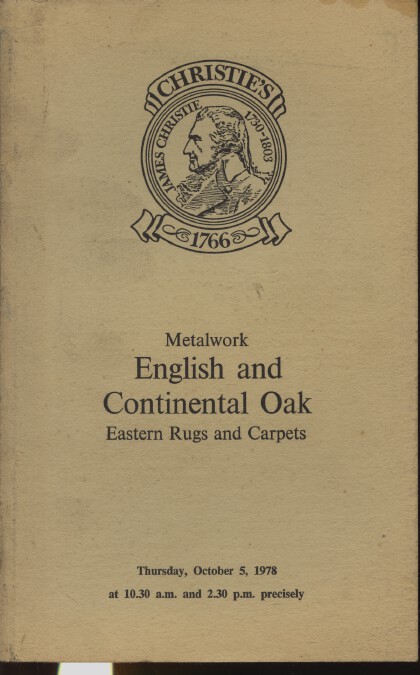 CHRISTIE'S
JAMES CHRISTIE 1730-1803
1766
Metalwork
English and
Continental Oak
Eastern Rugs and Carpets
Thursday, October 5, 1978
at 10.30 a.m. and 2.30 p.m. precisely